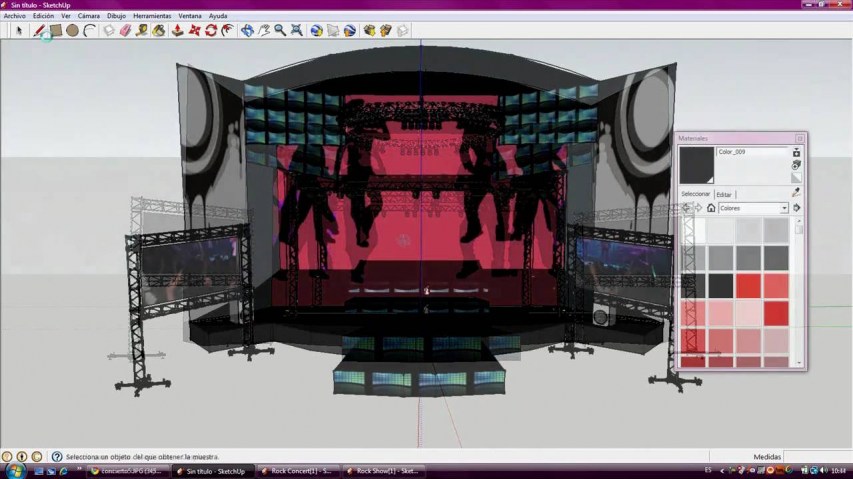 Sin título - SketchUp
Archivo Edición Ver Cámara Dibujo Herramientas Ventana Ayuda
Materiales
Color_009
Seleccionar Editar
Colores
Selecciona un objeto del que obtener la muestra.
Medidas
Sin título - SketchUp
Rock Concert[1] - S...
Rock Show[1] - Sket...
ES
10:44